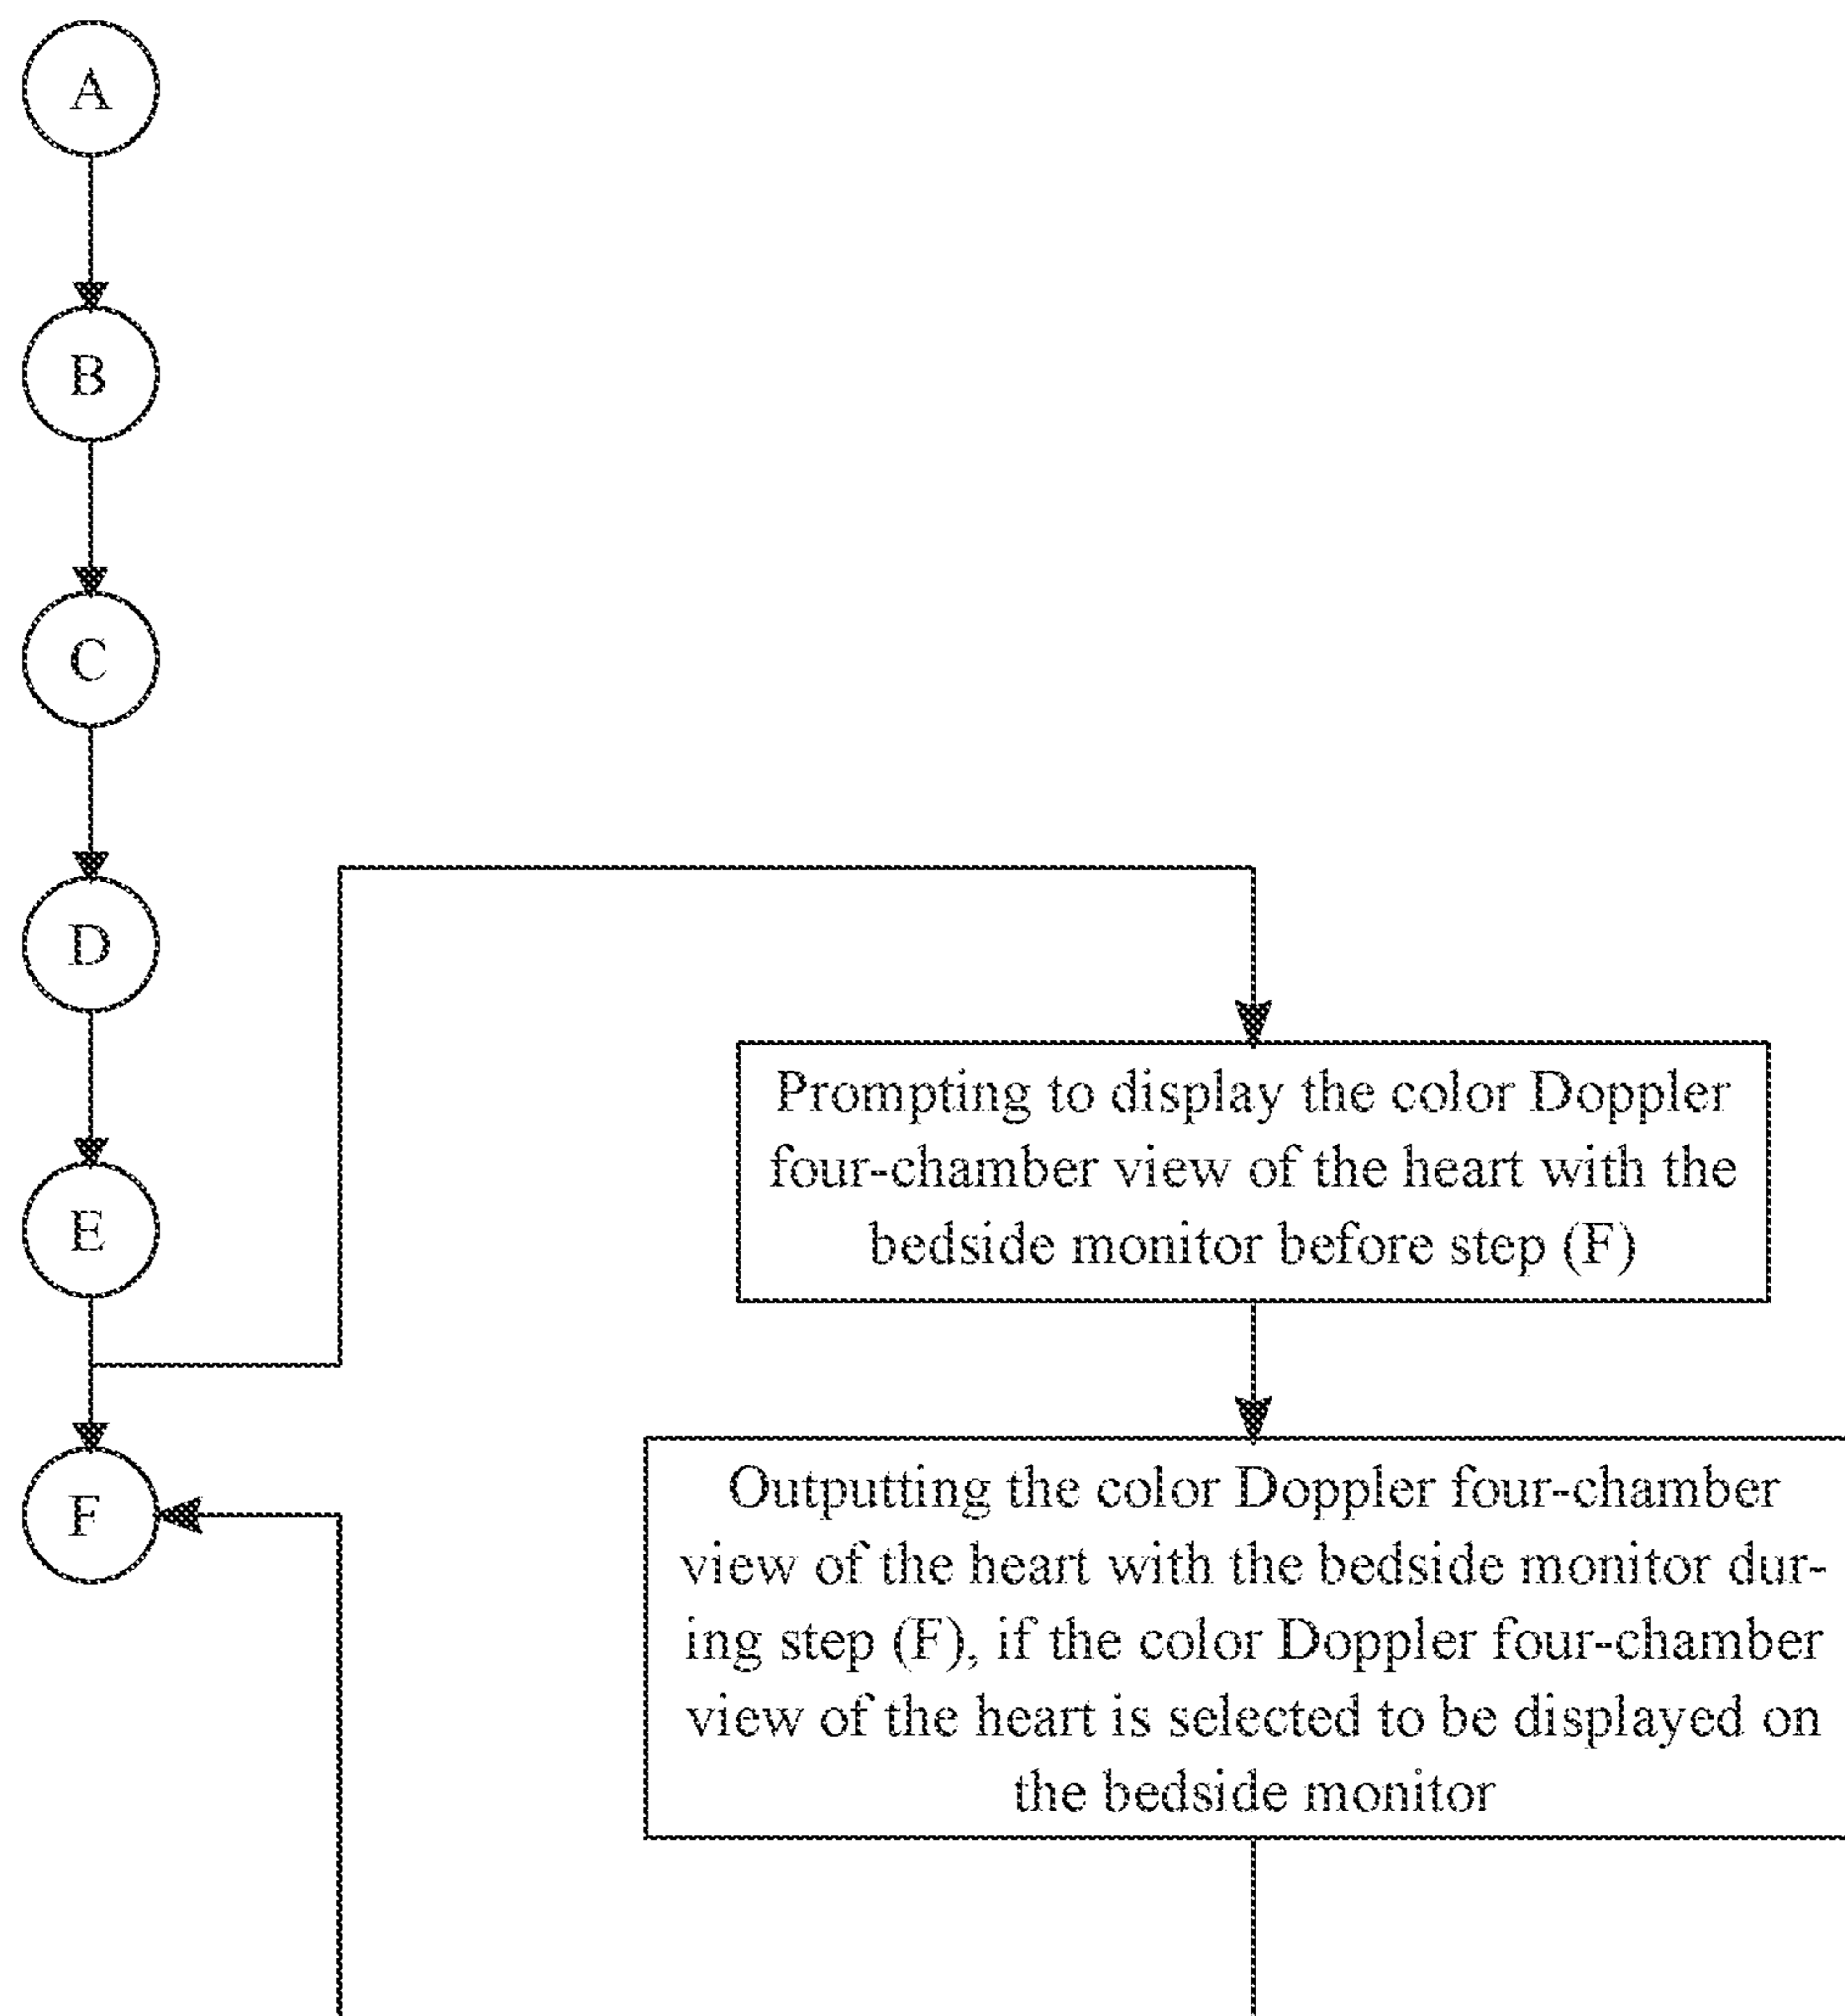 A
B
C
D
E
F
Prompting to display the color Doppler
four-chamber view of the heart with the
bedside monitor before step (F)
Outputting the color Doppler four-chamber
view of the heart with the bedside monitor dur-
ing step (F), if the color Doppler four-chamber
view of the heart is selected to be displayed on
the bedside monitor